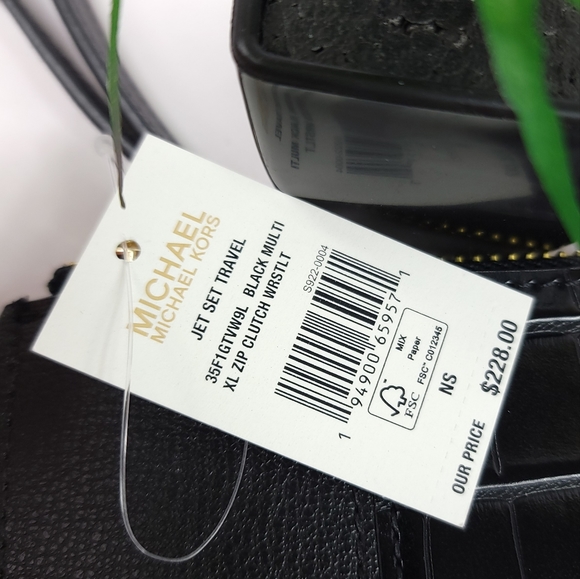 MICHAEL
MICHAEL KORS
JET SET TRAVEL
35F1GTVW9L BLACK MULTI
XL ZIP CLUTCH WRSTLT
S922-0004
1 94900 65957 1
FSC
MIX
Paper
FSC™ C012345
NS
OUR PRICE $228.00